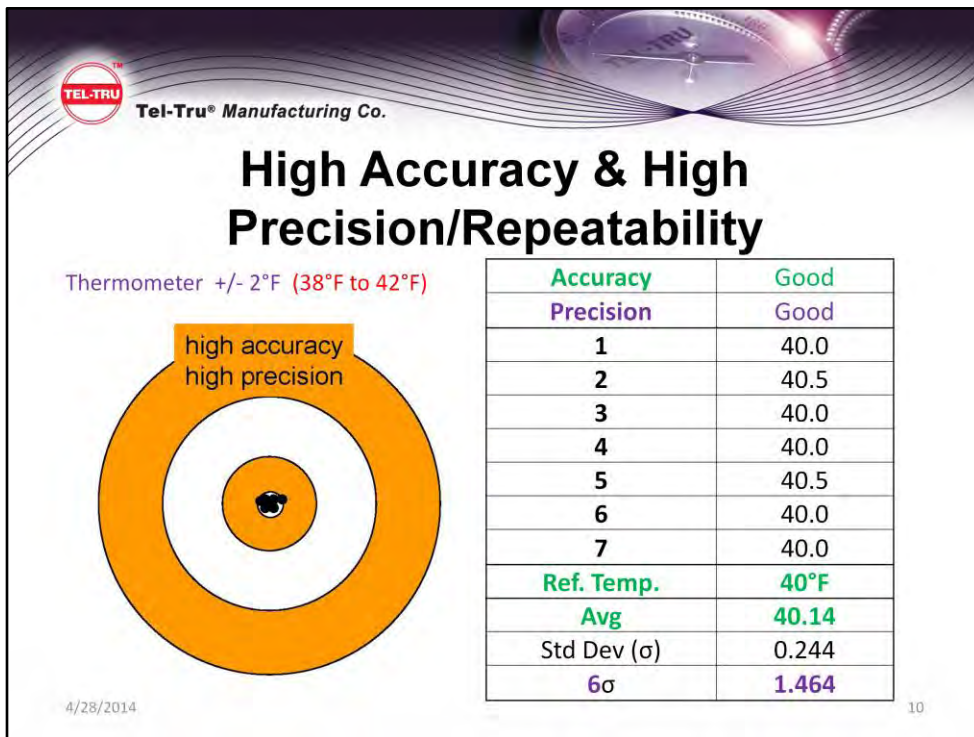 TM
TEL-TRU
Tel-Tru® Manufacturing Co.
TRU
High Accuracy & High
Precision/Repeatability
Thermometer +/- 2°F (38°F to 42°F)
high accuracy
high precision
Accuracy Good
Precision Good
1 40.0
2 40.5
3 40.0
4 40.0
5 40.5
6 40.0
7 40.0
Ref. Temp. 40°F
Avg 40.14
Std Dev (σ) 0.244
6σ 1.464
4/28/2014
10